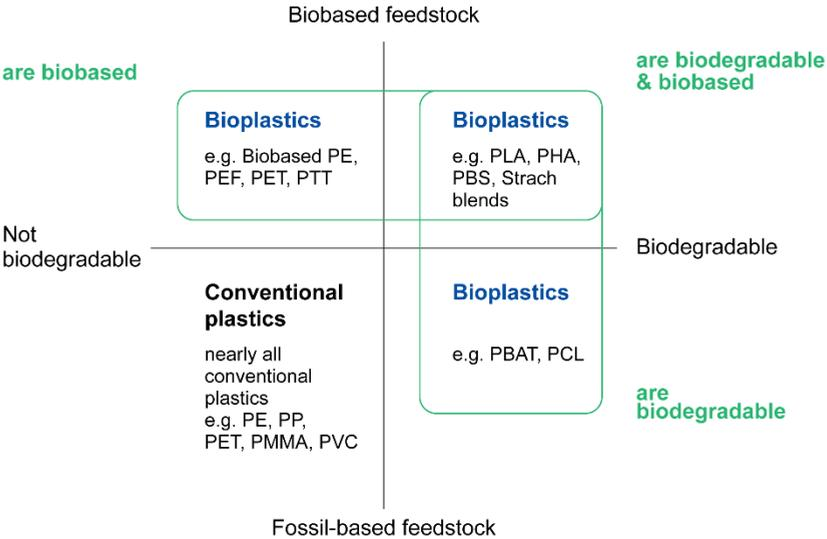 Biobased feedstock
are biobased
are biodegradable
& biobased
Bioplastics
e.g. Biobased PE,
PEF, PET, PTT
Bioplastics
e.g. PLA, PHA,
PBS, Strach
blends
Not
biodegradable
Biodegradable
Conventional
plastics
nearly all
conventional
plastics
e.g. PE, PP,
PET, PMMA, PVC
Bioplastics
e.g. PBAT, PCL
are
biodegradable
Fossil-based feedstock